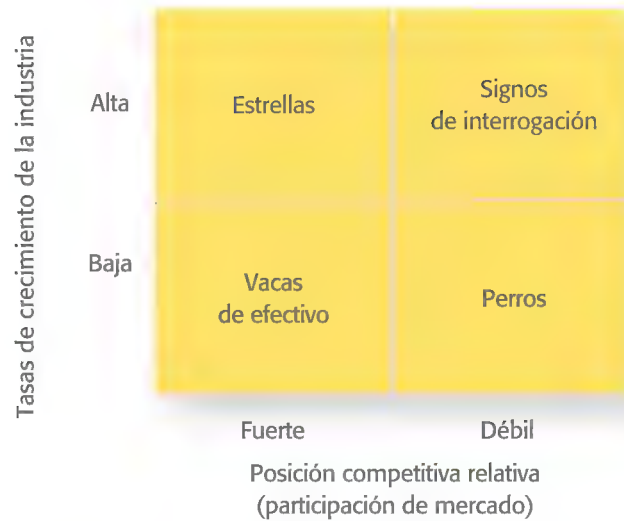 Tasas de crecimiento de la industria
Alta
Estrellas
Signos
de interrogación
Baja
Vacas
de efectivo
Perros
Fuerte
Débil
Posición competitiva relativa
(participación de mercado)